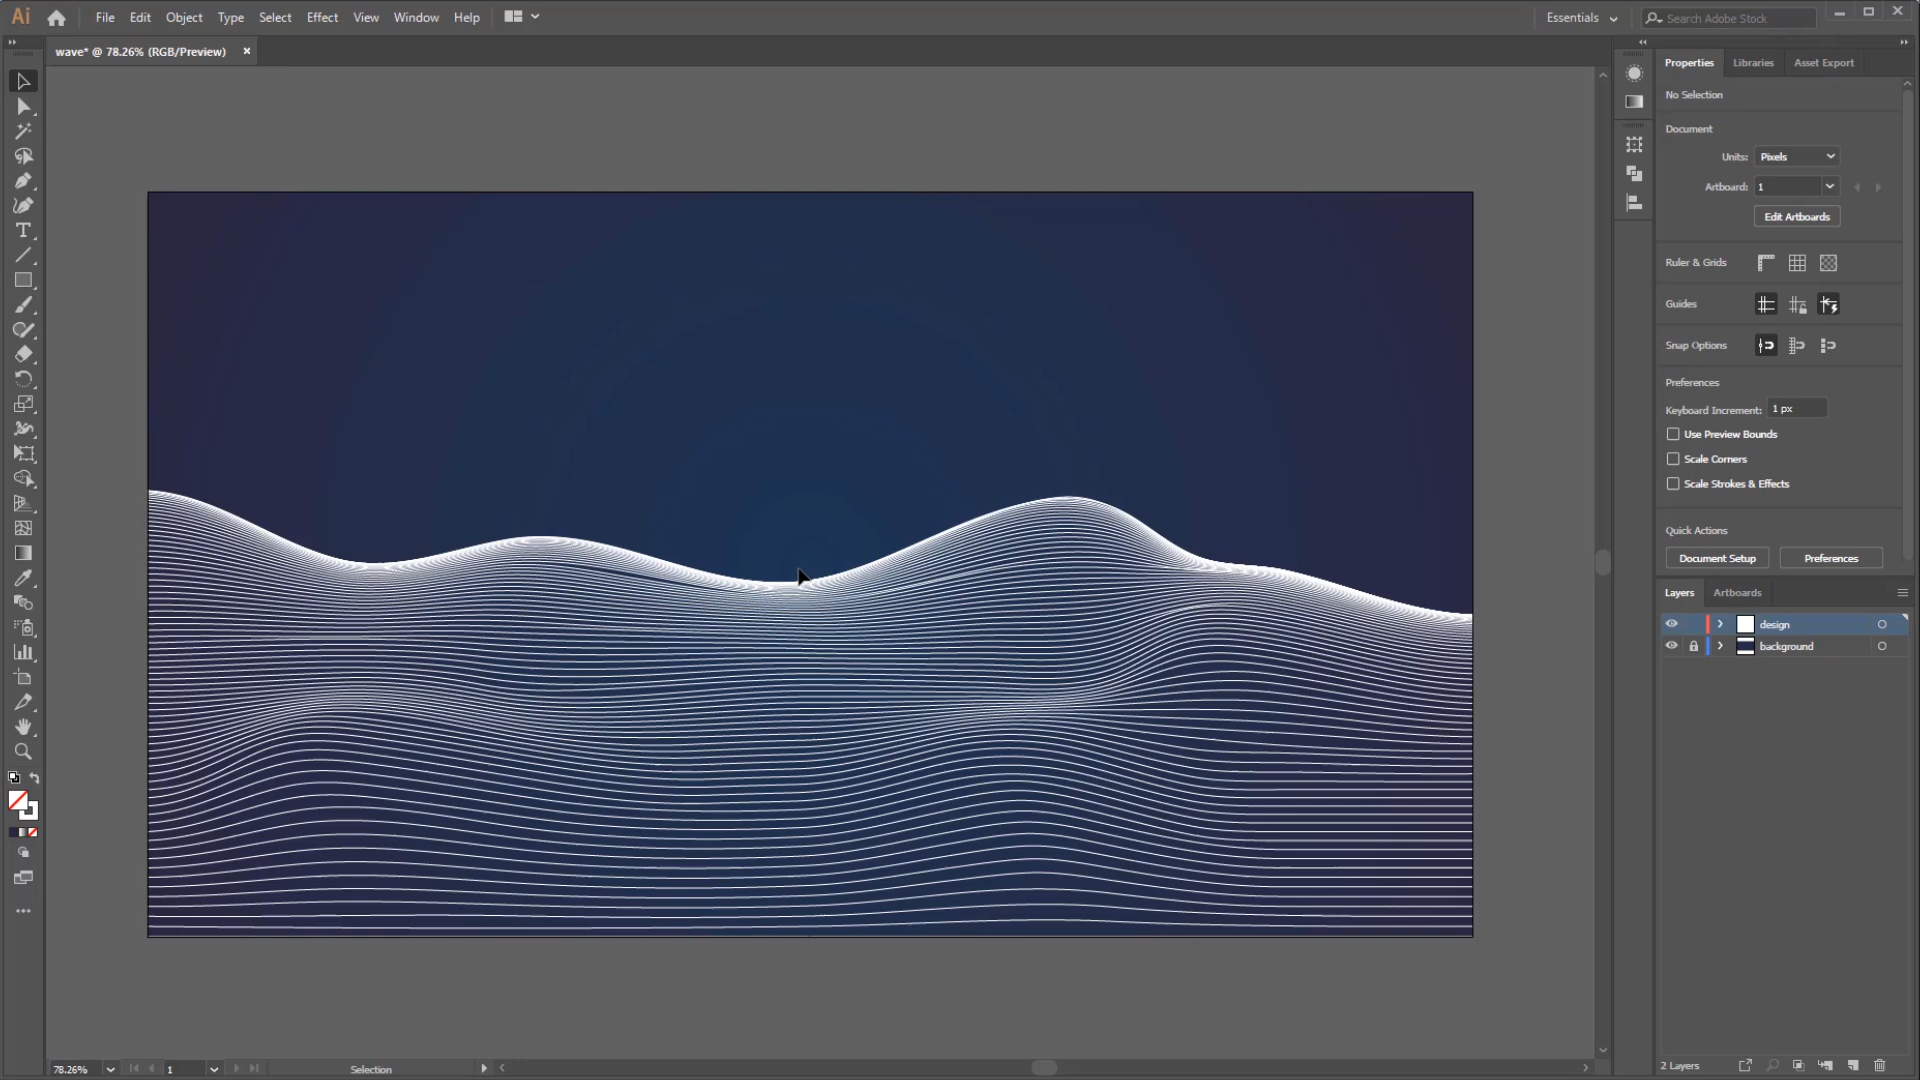 Ai File Edit Object Type Select Effect View Window Help Essentials Search Adobe Stock
wave* @ 78.26% (RGB/Preview) ×
Properties Libraries Asset Export
No Selection
Document
Units: Pixels
Artboard: 1
Edit Artboards
Ruler & Grids
Guides
Snap Options
Preferences
Keyboard Increment: 1 px
Use Preview Bounds
Scale Corners
Scale Strokes & Effects
Quick Actions
Document Setup Preferences
Layers Artboards
design
background
78.26% 1 Selection 2 Layers